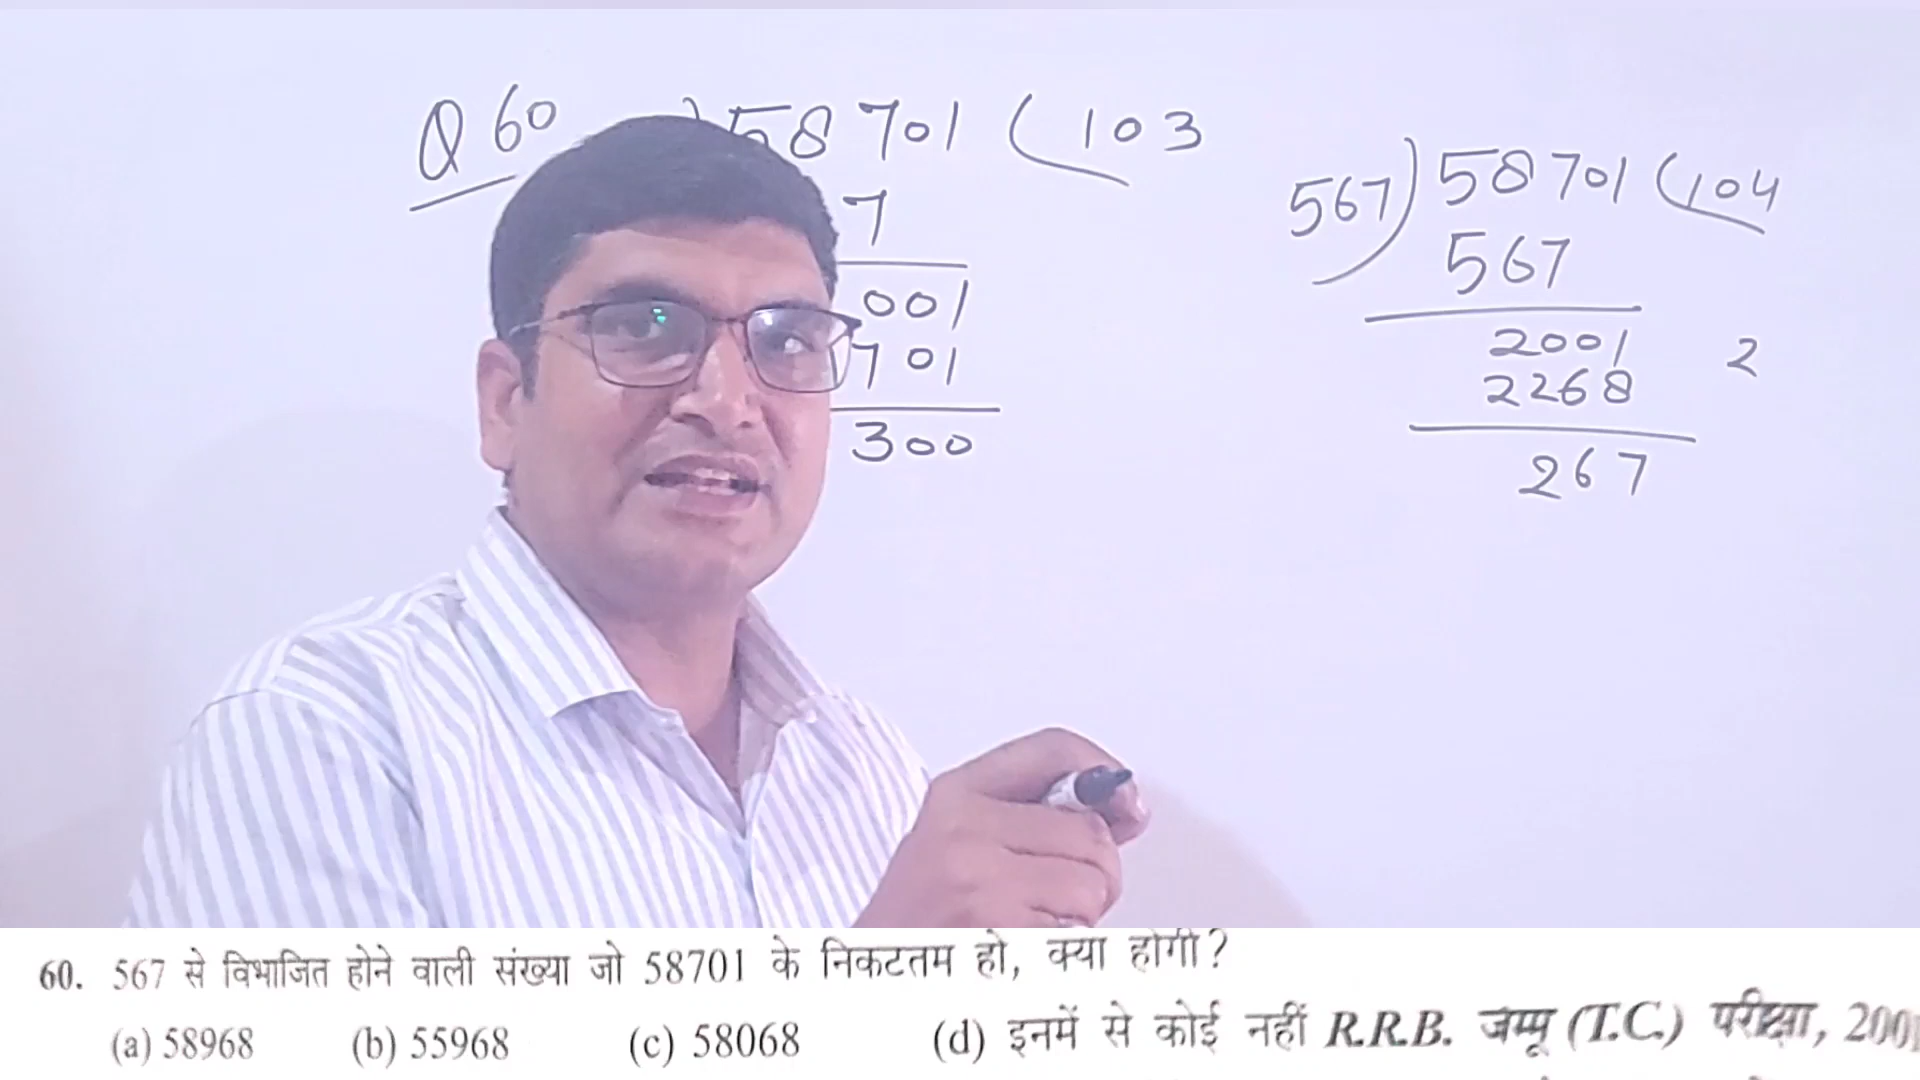 Q 60
) 58701 ( 103
7
001
701
300
567) 58701 ( 104
567
2001 2
2268
267
60. 567 से विभाजित होने वाली संख्या जो 58701 के निकटतम हो, क्या होगी?
(a) 58968 (b) 55968 (c) 58068 (d) इनमें से कोई नहीं R.R.B. जम्मू (T.C.) परीक्षा, 2001